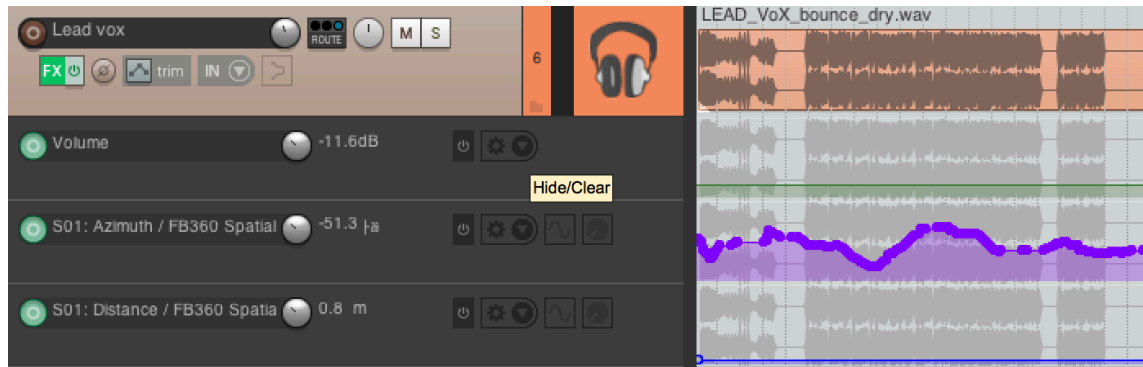 LEAD_VoX_bounce_dry.wav
Lead vox
ROUTE
M S
FX trim IN
6
Volume -11.6dB
Hide/Clear
S01: Azimuth / FB360 Spatial -51.3
S01: Distance / FB360 Spatia 0.8 m